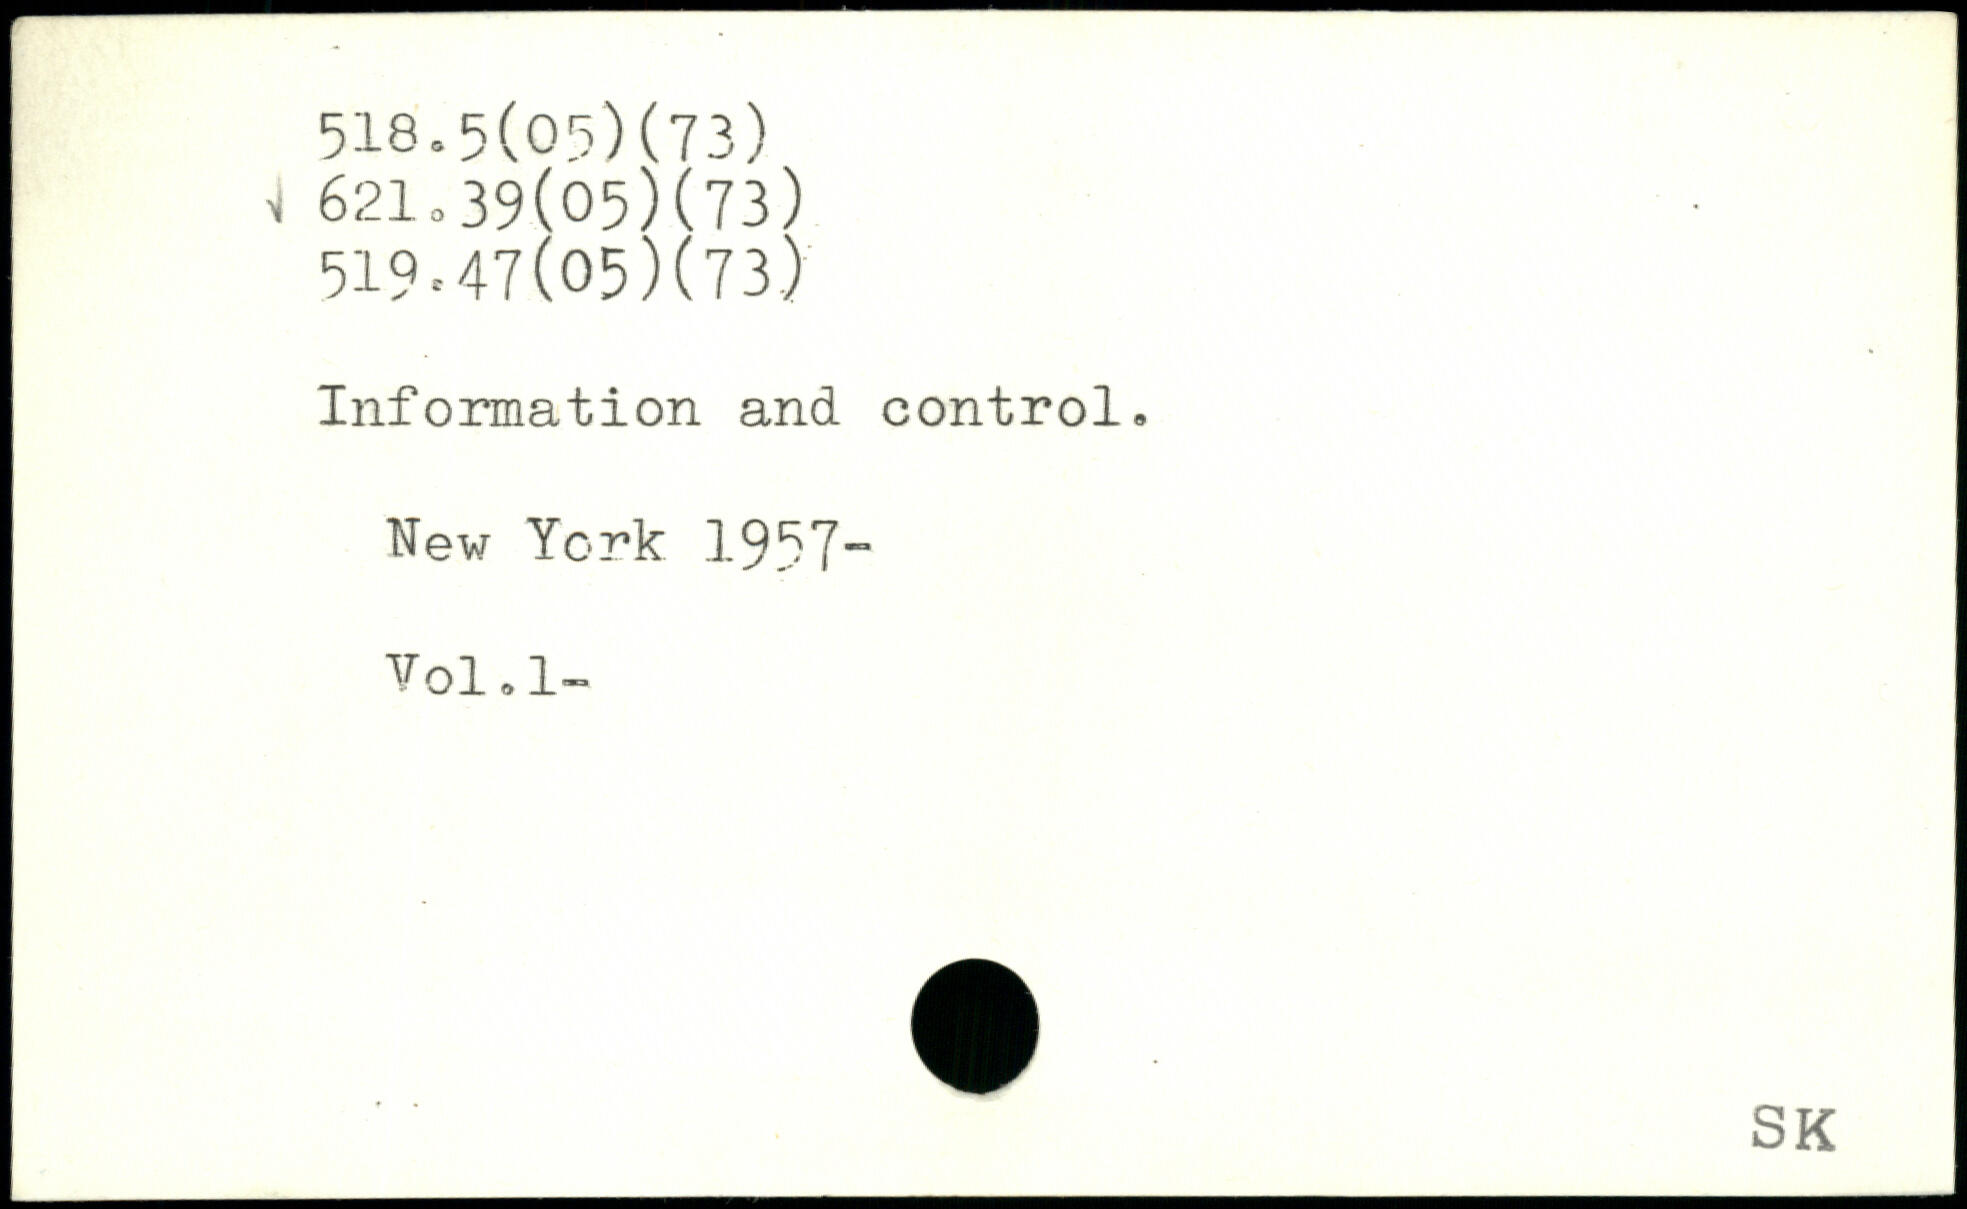 518.5(05)(73)
√ 621.39(05)(73)
519.47(05)(73)
Information and control.
New York 1957-
Vol.1-
SK